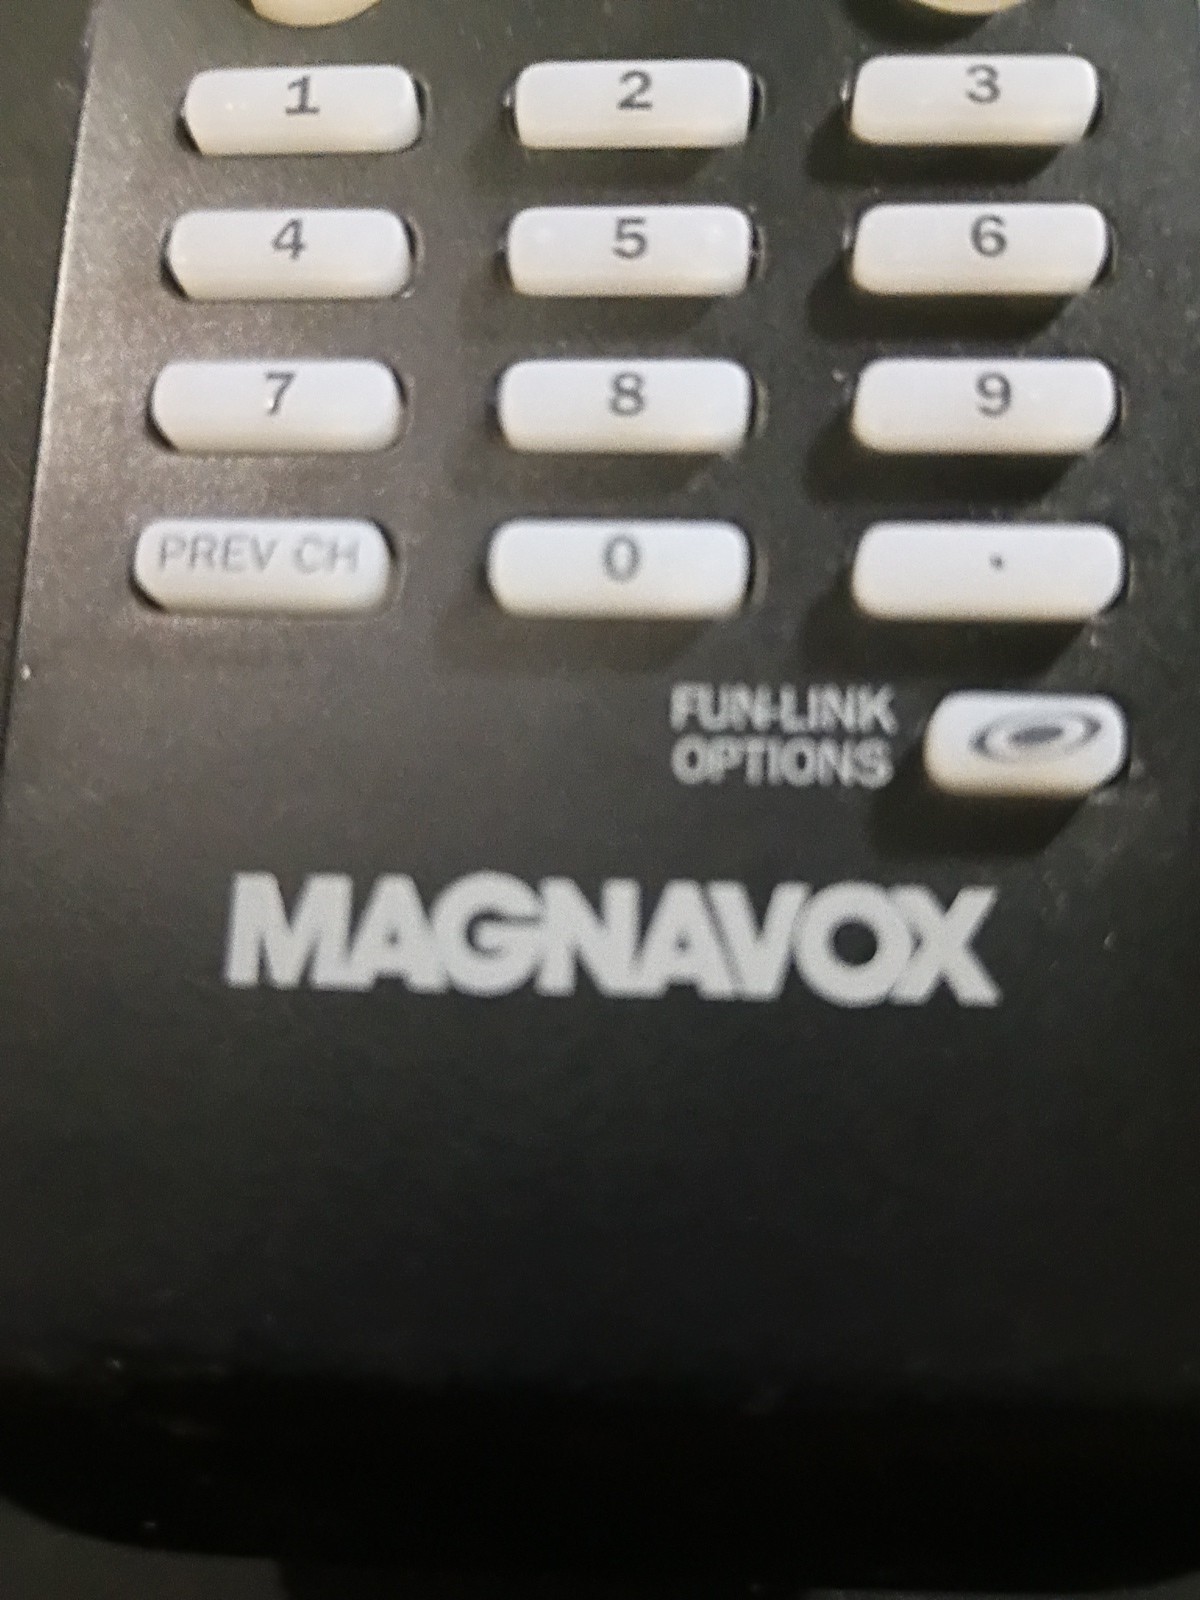 1 2 3
4 5 6
7 8 9
PREV CH 0 .
FUN-LINK
OPTIONS
MAGNAVOX